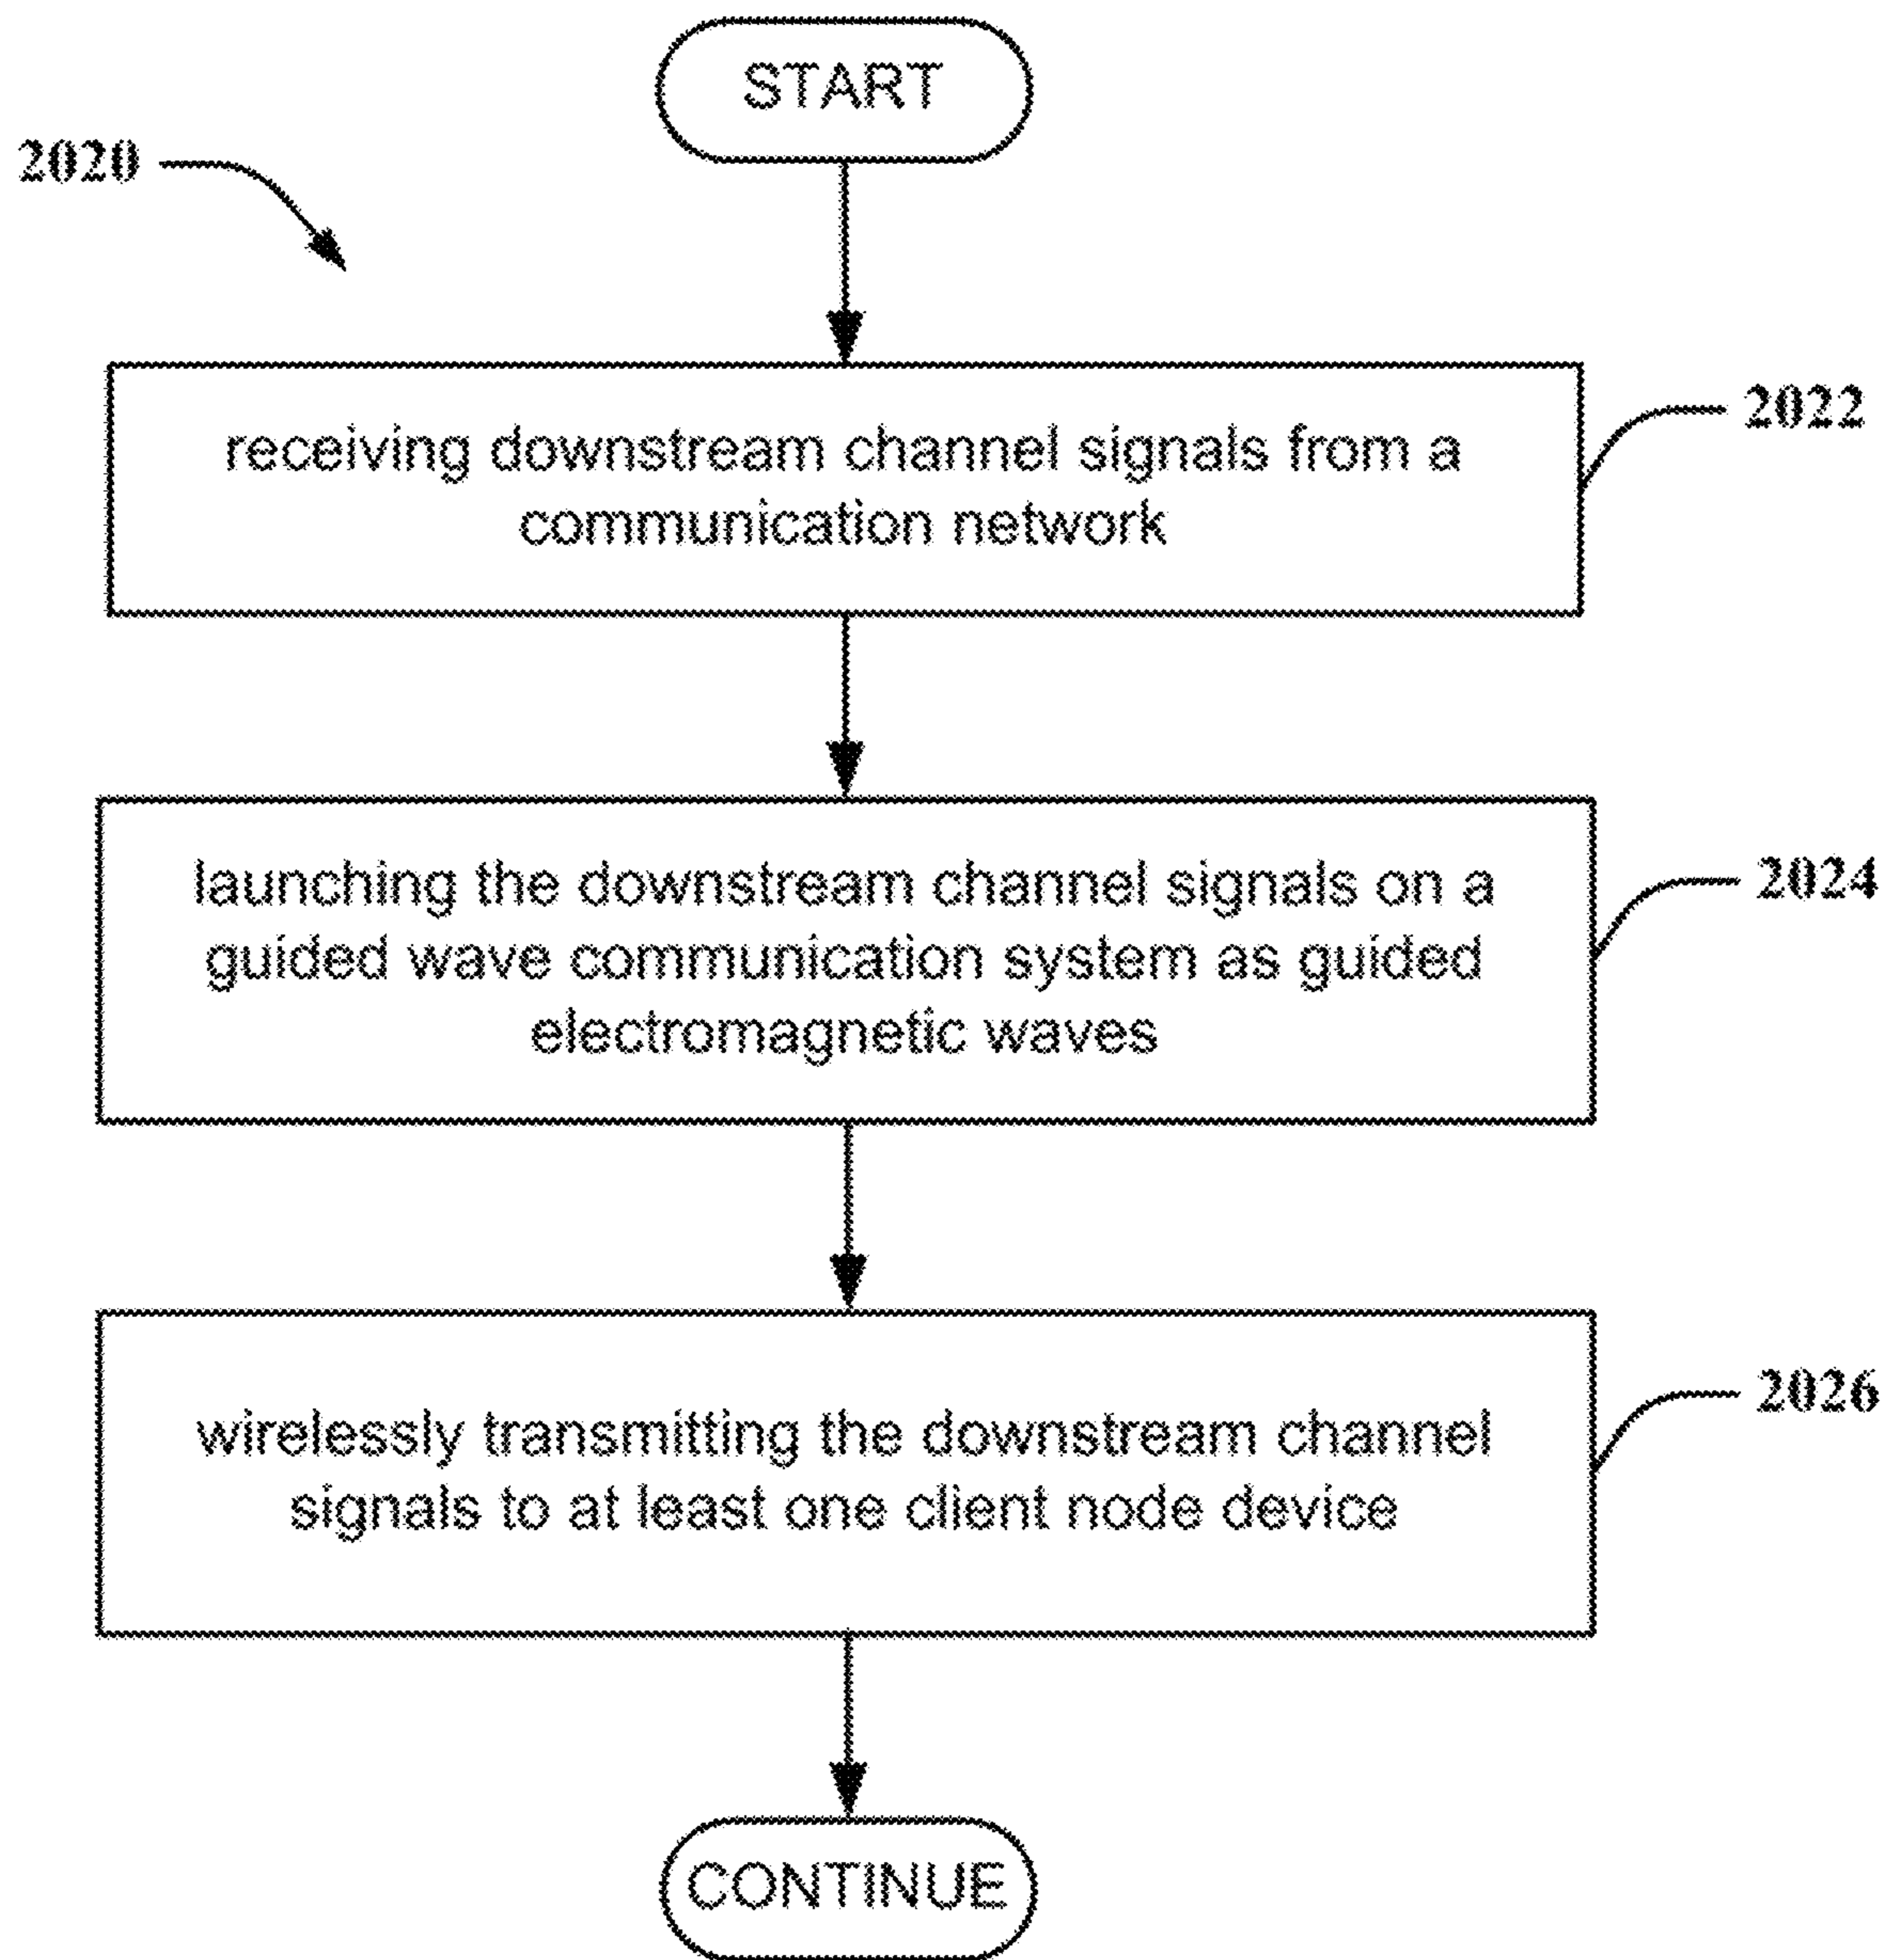 START
2020
receiving downstream channel signals from a
communication network
2022
launching the downstream channel signals on a
guided wave communication system as guided
electromagnetic waves
2024
wirelessly transmitting the downstream channel
signals to at least one client node device
2026
CONTINUE